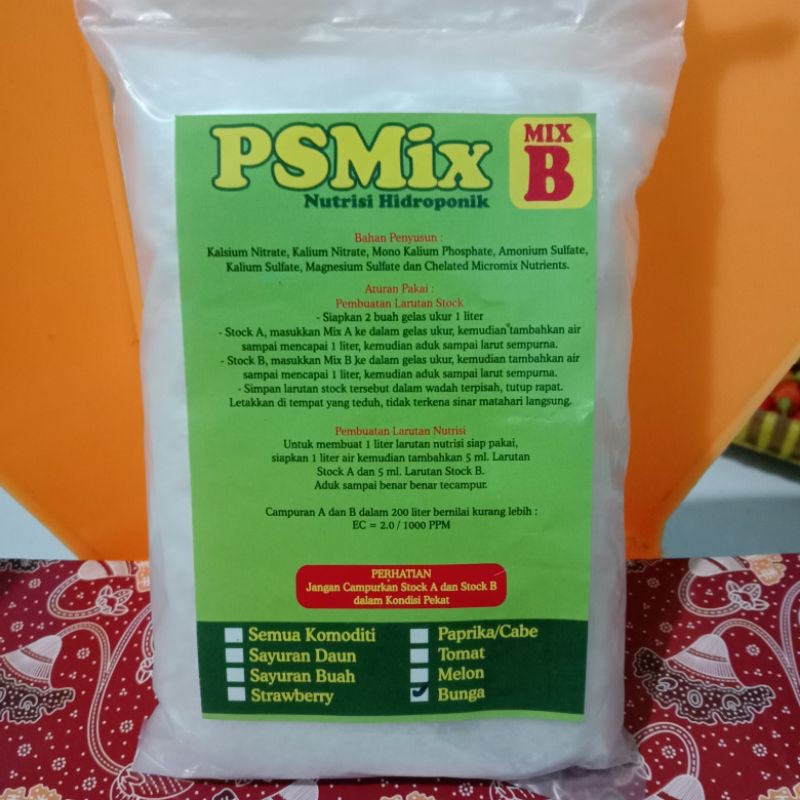 PSMix
MIX
B
Nutrisi Hidroponik
Bahan Penyusun :
Kalsium Nitrate, Kalium Nitrate, Mono Kalium Phosphate, Amonium Sulfate,
Kalium Sulfate, Magnesium Sulfate dan Chelated Micromix Nutrients.
Aturan Pakai :
Pembuatan Larutan Stock
- Siapkan 2 buah gelas ukur 1 liter
- Stock A, masukkan Mix A ke dalam gelas ukur, kemudian tambahkan air
sampai mencapai 1 liter, kemudian aduk sampai larut sempurna.
- Stock B, masukkan Mix B ke dalam gelas ukur, kemudian tambahkan air
sampai mencapai 1 liter, kemudian aduk sampai larut sempurna.
- Simpan larutan stock tersebut dalam wadah terpisah, tutup rapat.
Letakkan di tempat yang teduh, tidak terkena sinar matahari langsung.
Pembuatan Larutan Nutrisi
Untuk membuat 1 liter larutan nutrisi siap pakai,
siapkan 1 liter air kemudian tambahkan 5 ml. Larutan
Stock A dan 5 ml. Larutan Stock B.
Aduk sampai benar benar tecampur.
Campuran A dan B dalam 200 liter bernilai kurang lebih :
EC = 2.0 / 1000 PPM
PERHATIAN
Jangan Campurkan Stock A dan Stock B
dalam Kondisi Pekat
Semua Komoditi
Sayuran Daun
Sayuran Buah
Strawberry
Paprika/Cabe
Tomat
Melon
Bunga